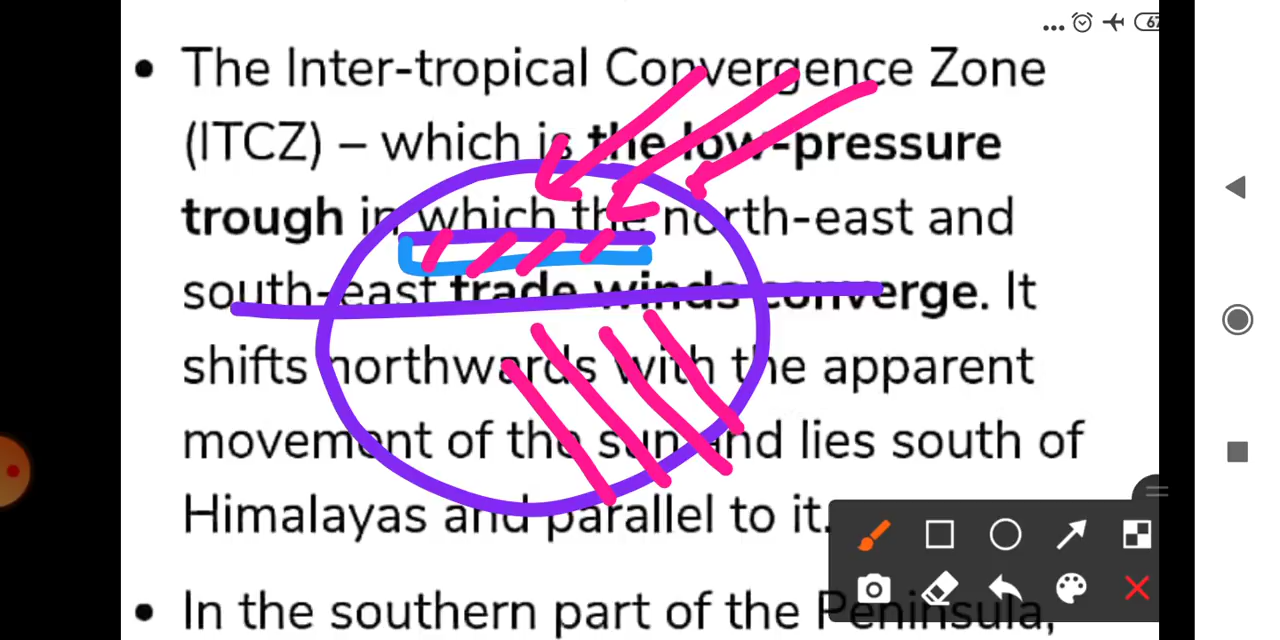 67
• The Inter-tropical Convergence Zone
(ITCZ) – which is the low-pressure
trough in which the north-east and
south-east trade winds converge. It
shifts northwards with the apparent
movement of the sun and lies south of
Himalayas and parallel to it.
• In the southern part of the Peninsula,